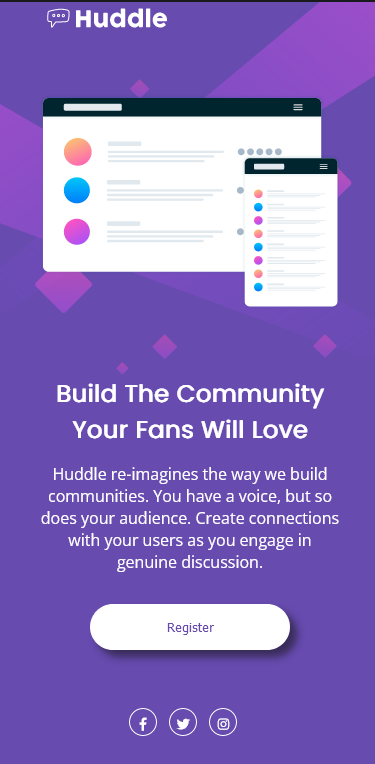 Huddle
Build The Community
Your Fans Will Love
Huddle re-imagines the way we build
communities. You have a voice, but so
does your audience. Create connections
with your users as you engage in
genuine discussion.
Register